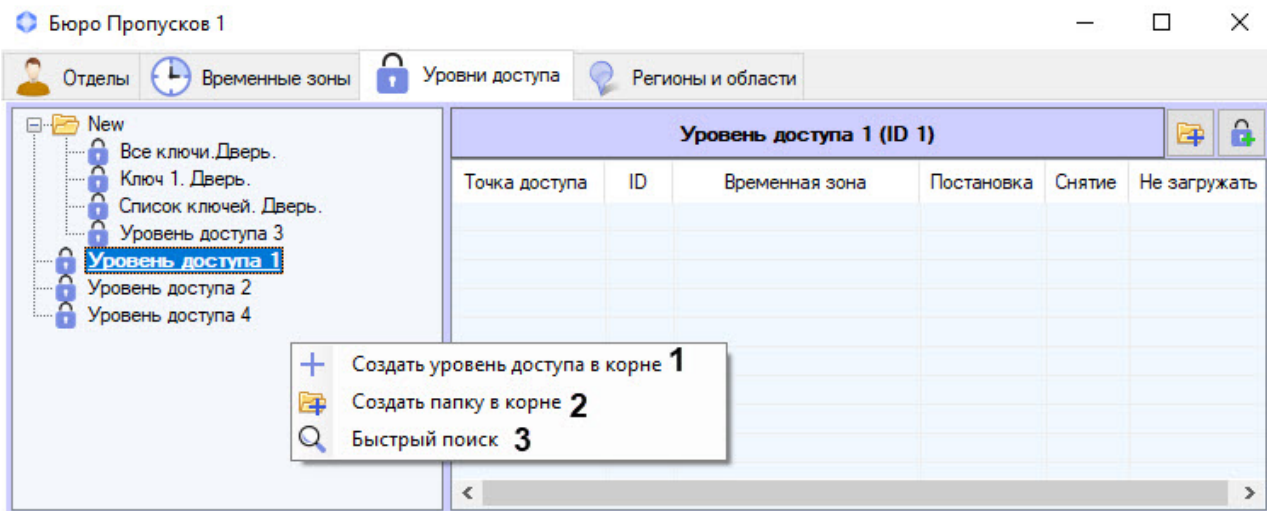 Бюро Пропусков 1
Отделы Временные зоны Уровни доступа Регионы и области
New
Все ключи.Дверь.
Ключ 1. Дверь.
Список ключей. Дверь.
Уровень доступа 3
Уровень доступа 1
Уровень доступа 2
Уровень доступа 4
Уровень доступа 1 (ID 1)
Точка доступа ID Временная зона Постановка Снятие Не загружать
Создать уровень доступа в корне 1
Создать папку в корне 2
Быстрый поиск 3